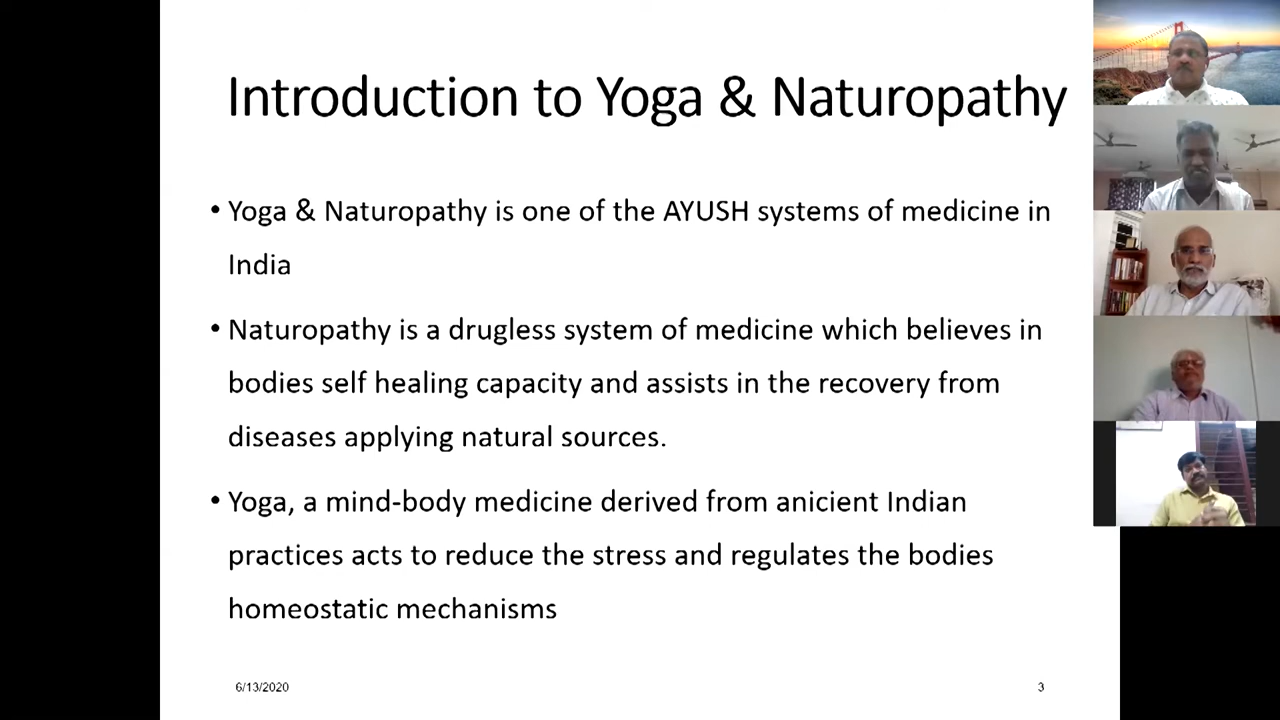 Introduction to Yoga & Naturopathy
• Yoga & Naturopathy is one of the AYUSH systems of medicine in
India
• Naturopathy is a drugless system of medicine which believes in
bodies self healing capacity and assists in the recovery from
diseases applying natural sources.
• Yoga, a mind-body medicine derived from anicient Indian
practices acts to reduce the stress and regulates the bodies
homeostatic mechanisms
6/13/2020
3